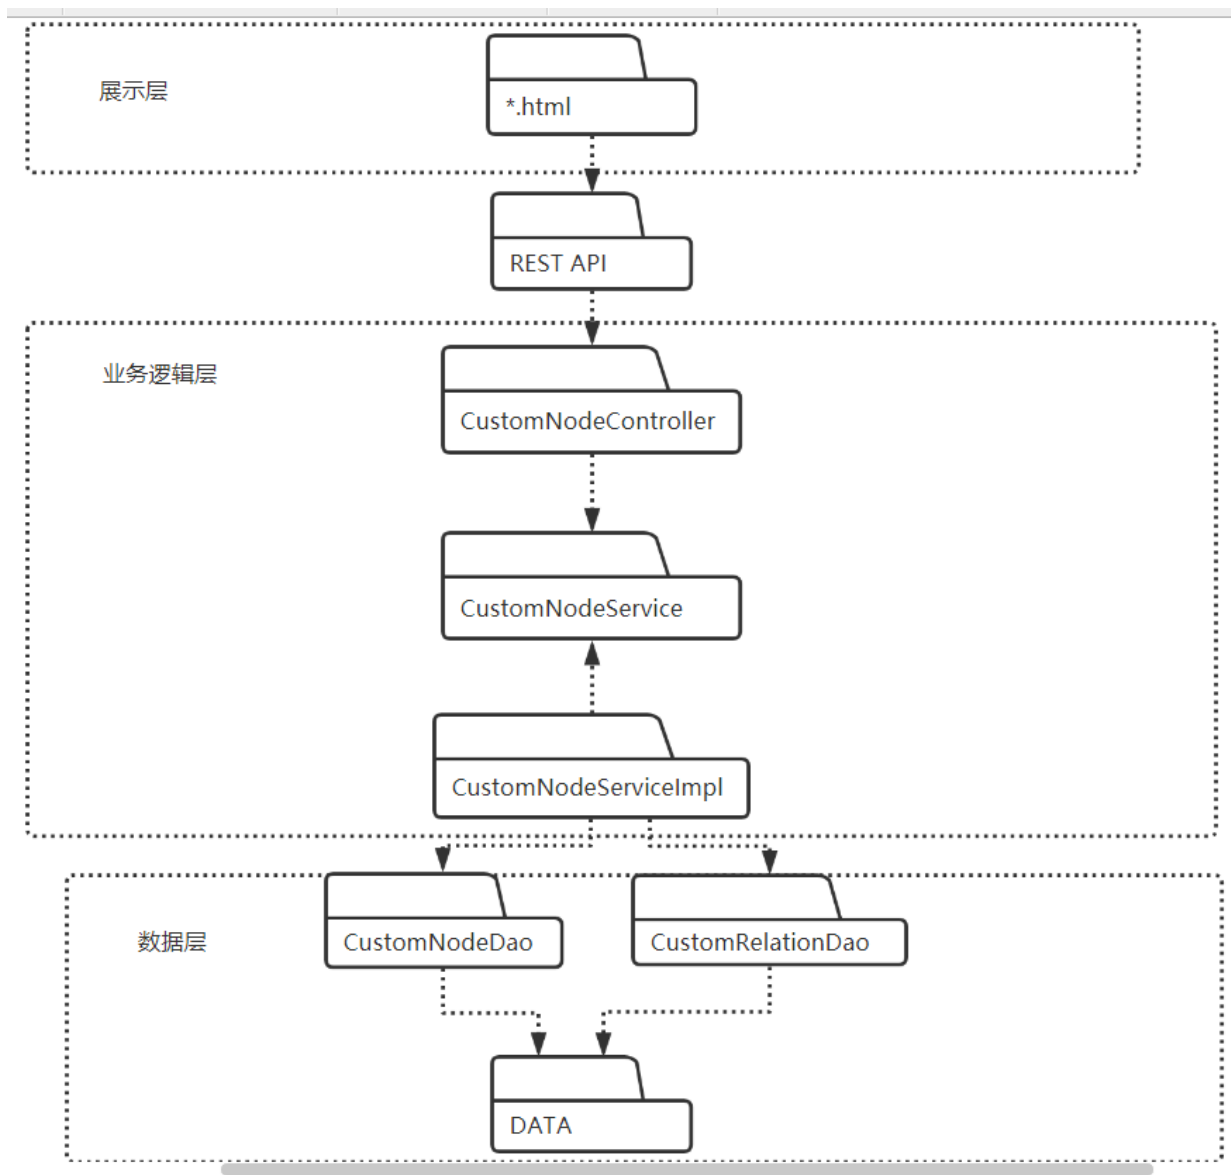 展示层
*.html
REST API
业务逻辑层
CustomNodeController
CustomNodeService
CustomNodeServiceImpl
数据层
CustomNodeDao
CustomRelationDao
DATA